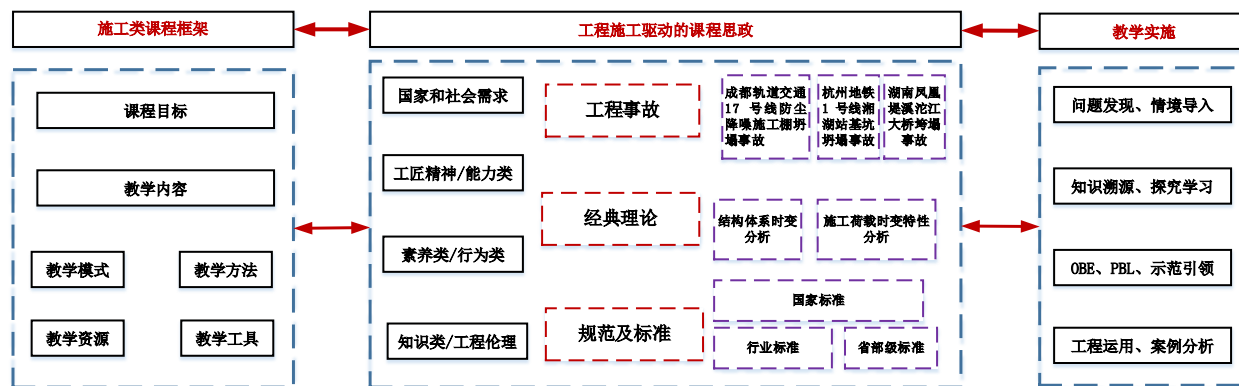 施工类课程框架
工程施工驱动的课程思政
教学实施
课程目标
教学内容
教学模式
教学方法
教学资源
教学工具
国家和社会需求
工匠精神/能力类
素养类/行为类
知识类/工程伦理
工程事故
成都轨道交通
17 号线防尘
降噪施工棚坍
塌事故
杭州地铁
1 号线湘
湖站基坑
坍塌事故
湖南凤凰
堤溪沱江
大桥垮塌
事故
经典理论
结构体系时变
分析
施工荷载时变特性
分析
规范及标准
国家标准
行业标准
省部级标准
问题发现、情境导入
知识溯源、探究学习
OBE、PBL、示范引领
工程运用、案例分析